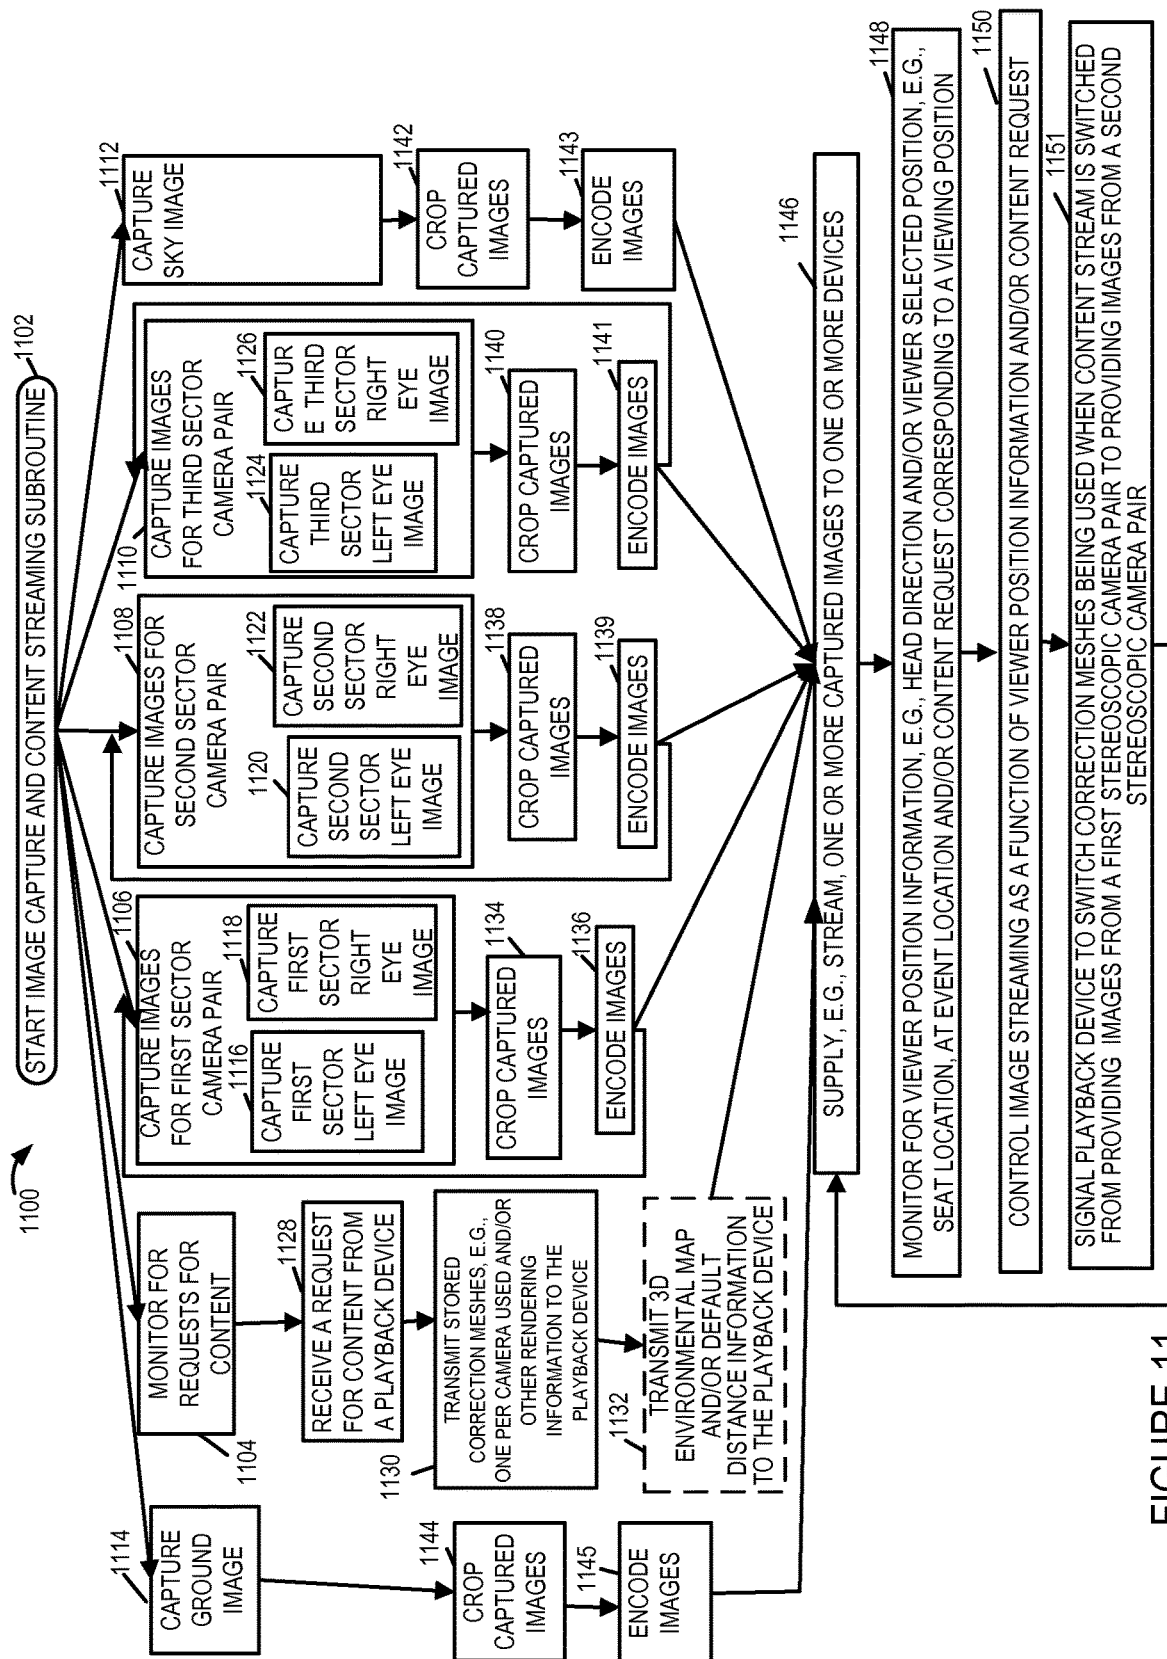 1100
START IMAGE CAPTURE AND CONTENT STREAMING SUBROUTINE
1102
1114
CAPTURE
GROUND
IMAGE
1144
CROP
CAPTURED
IMAGES
1145
ENCODE
IMAGES
MONITOR FOR
REQUESTS FOR
CONTENT
1104
1128
RECEIVE A REQUEST
FOR CONTENT FROM
A PLAYBACK DEVICE
1130
TRANSMIT STORED
CORRECTION MESHES, E.G.,
ONE PER CAMERA USED AND/OR
OTHER RENDERING
INFORMATION TO THE
PLAYBACK DEVICE
1132
TRANSMIT 3D
ENVIRONMENTAL MAP
AND/OR DEFAULT
DISTANCE INFORMATION
TO THE PLAYBACK DEVICE
1106
CAPTURE IMAGES
FOR FIRST SECTOR
CAMERA PAIR
1116
CAPTURE
FIRST
SECTOR
LEFT EYE
IMAGE
1118
CAPTURE
FIRST
SECTOR
RIGHT
EYE
IMAGE
1134
CROP CAPTURED
IMAGES
1136
ENCODE IMAGES
1108
CAPTURE IMAGES FOR
SECOND SECTOR
CAMERA PAIR
1120
CAPTURE
SECOND
SECTOR
LEFT EYE
IMAGE
1122
CAPTURE
SECOND
SECTOR
RIGHT
EYE
IMAGE
1138
CROP CAPTURED
IMAGES
1139
ENCODE IMAGES
1110
CAPTURE IMAGES
FOR THIRD SECTOR
CAMERA PAIR
1124
CAPTURE
THIRD
SECTOR
LEFT EYE
IMAGE
1126
CAPTUR
E THIRD
SECTOR
RIGHT
EYE
IMAGE
1140
CROP CAPTURED
IMAGES
1141
ENCODE IMAGES
1112
CAPTURE
SKY IMAGE
1142
CROP
CAPTURED
IMAGES
1143
ENCODE
IMAGES
1146
SUPPLY, E.G., STREAM, ONE OR MORE CAPTURED IMAGES TO ONE OR MORE DEVICES
1148
MONITOR FOR VIEWER POSITION INFORMATION, E.G., HEAD DIRECTION AND/OR VIEWER SELECTED POSITION, E.G.,
SEAT LOCATION, AT EVENT LOCATION AND/OR CONTENT REQUEST CORRESPONDING TO A VIEWING POSITION
1150
CONTROL IMAGE STREAMING AS A FUNCTION OF VIEWER POSITION INFORMATION AND/OR CONTENT REQUEST
1151
SIGNAL PLAYBACK DEVICE TO SWITCH CORRECTION MESHES BEING USED WHEN CONTENT STREAM IS SWITCHED
FROM PROVIDING IMAGES FROM A FIRST STEREOSCOPIC CAMERA PAIR TO PROVIDING IMAGES FROM A SECOND
STEREOSCOPIC CAMERA PAIR
FIGURE 11